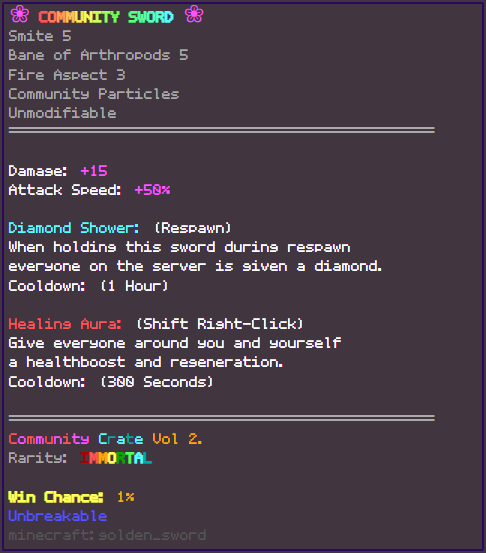 ❀ COMMUNITY SWORD ❀
Smite 5
Bane of Arthropods 5
Fire Aspect 3
Community Particles
Unmodifiable
Damage: +15
Attack Speed: +50%
Diamond Shower: (Respawn)
When holding this sword during respawn
everyone on the server is given a diamond.
Cooldown: (1 Hour)
Healing Aura: (Shift Right-Click)
Give everyone around you and yourself
a healthboost and regeneration.
Cooldown: (300 Seconds)
Community Crate Vol 2.
Rarity: IMMORTAL
Win Chance: 1%
Unbreakable
minecraft:golden_sword